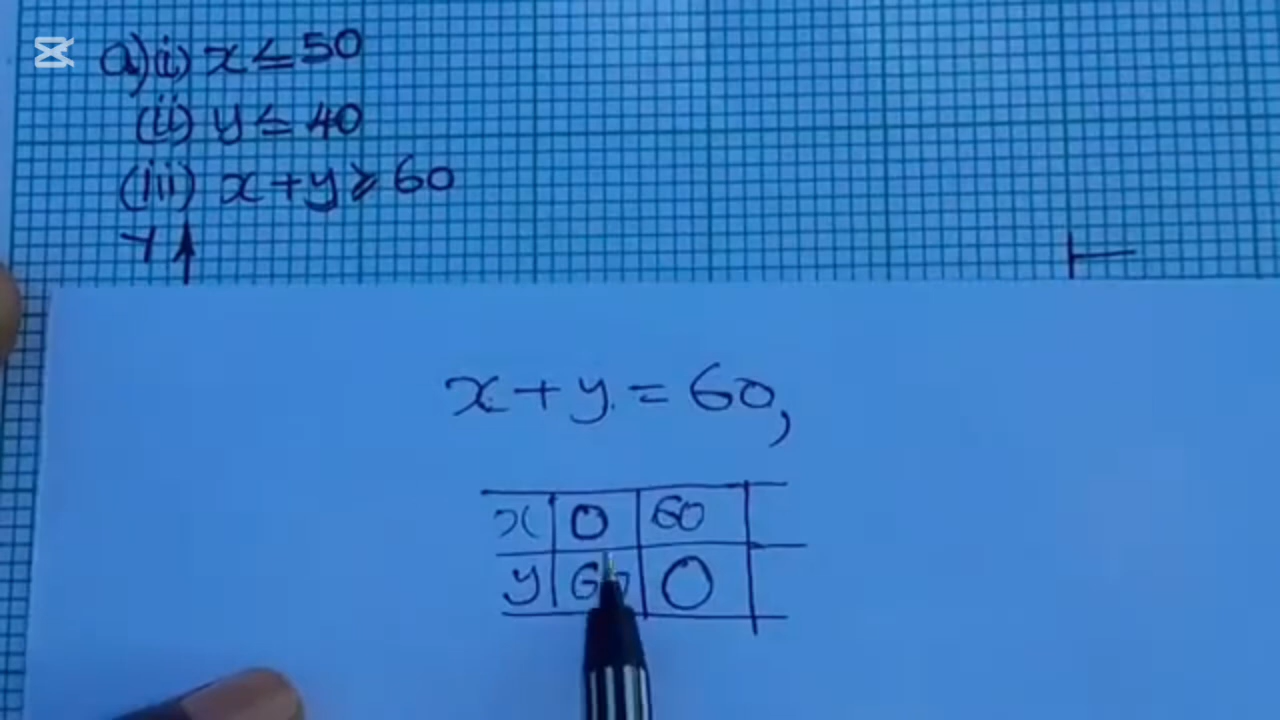 a)(i) x ≤ 50
(ii) y ≤ 40
(iii) x + y ≥ 60
Y
x + y = 60,
x 0 60
y 60 0